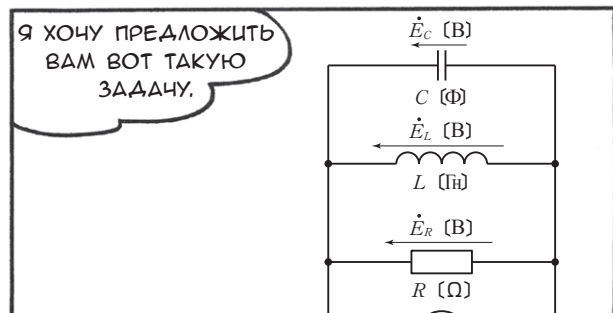 Я ХОЧУ ПРЕДЛОЖИТЬ
ВАМ ВОТ ТАКУЮ
ЗАДАЧУ.
Ė_C〔В〕
C〔Ф〕
Ė_L〔В〕
L〔Гн〕
Ė_R〔В〕
R〔Ω〕